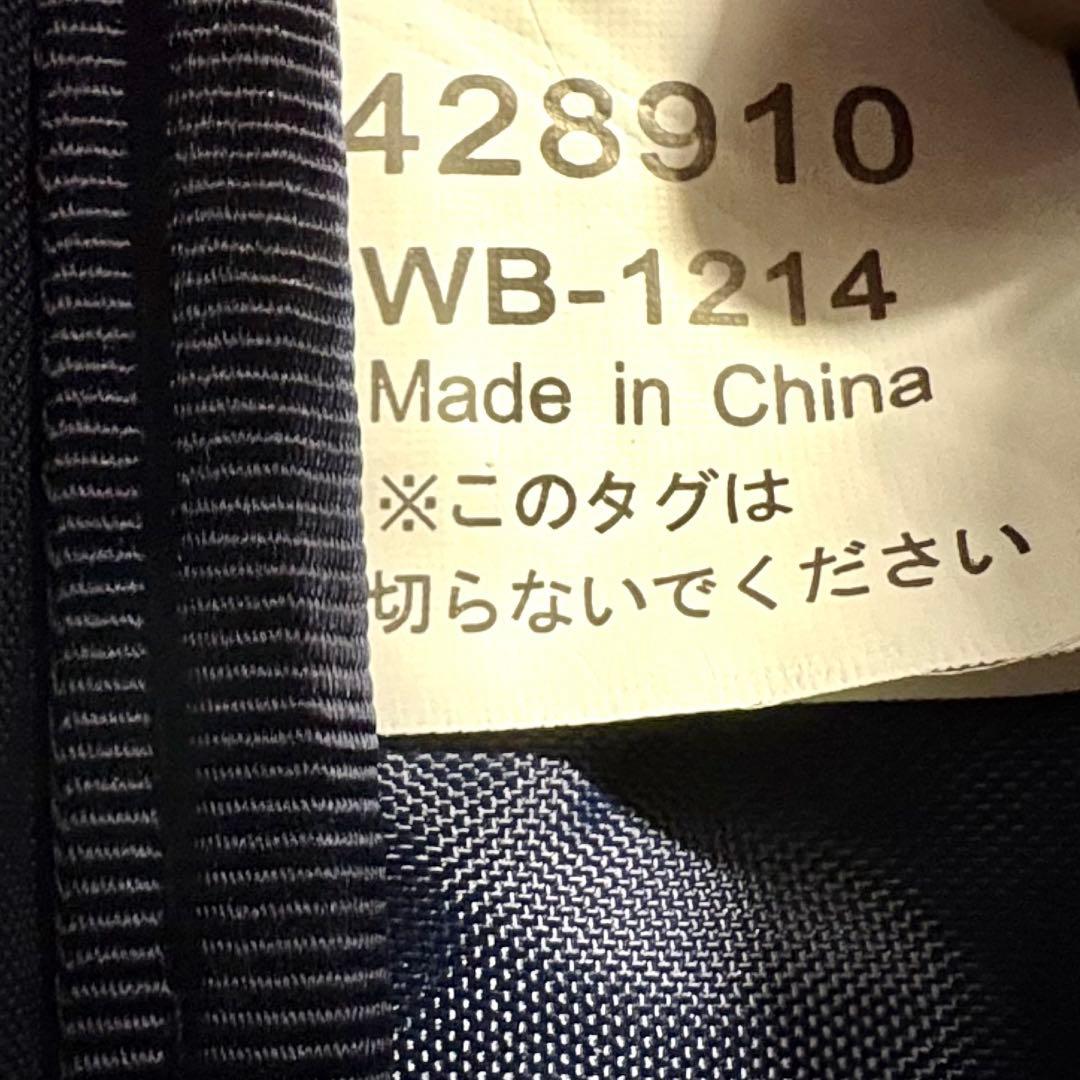 428910
WB-1214
Made in China
※このタグは
切らないでください